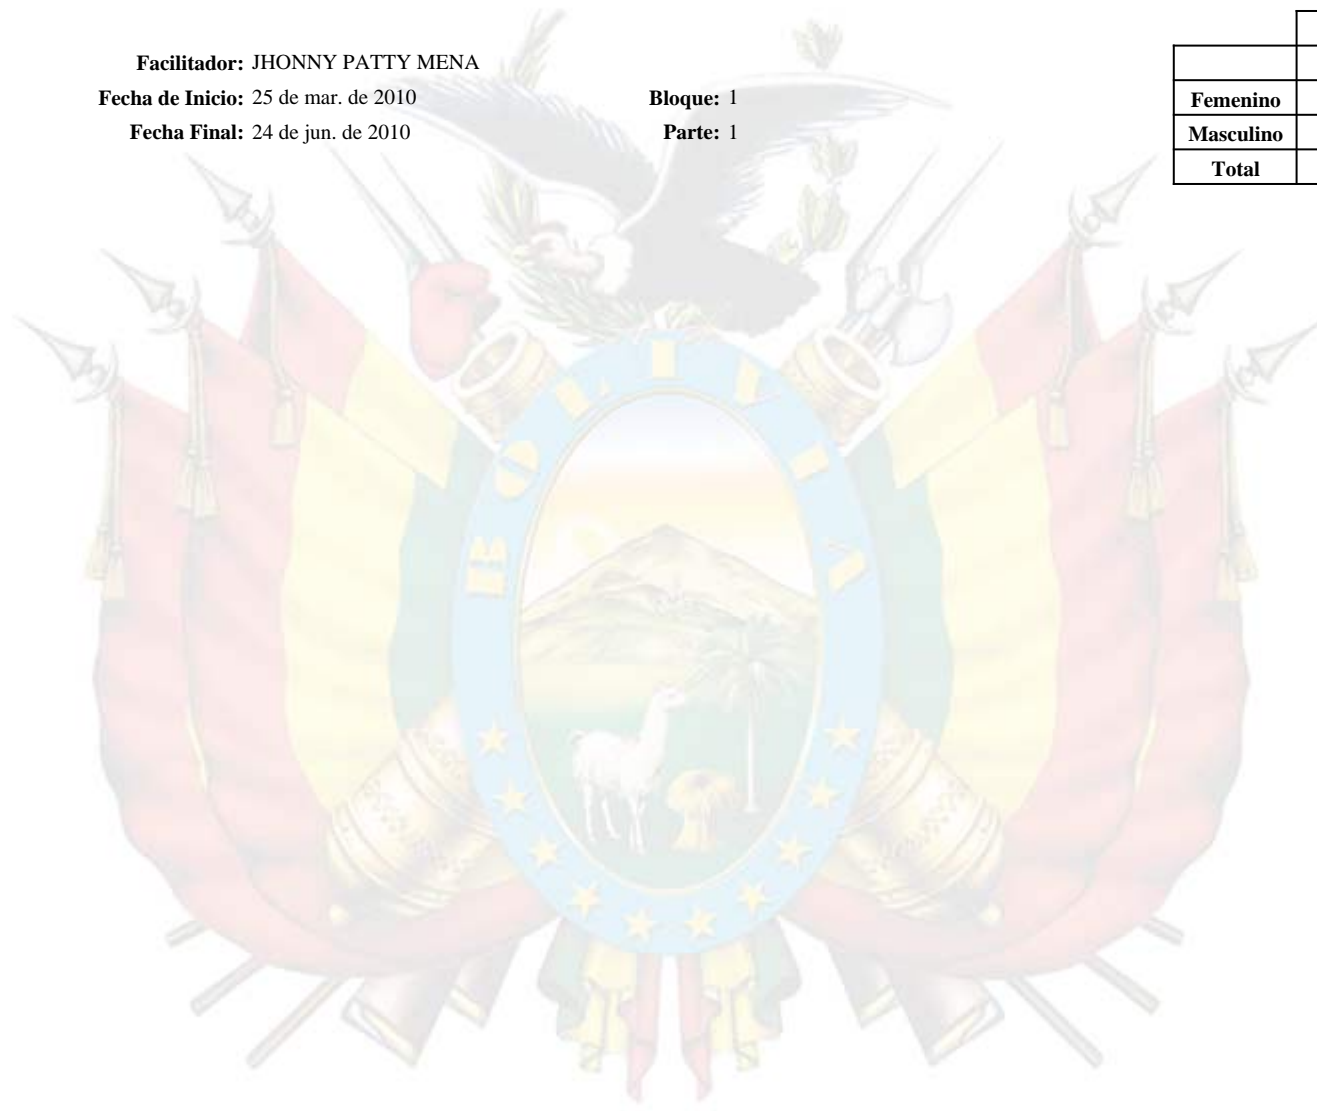 Facilitador: JHONNY PATTY MENA
Fecha de Inicio: 25 de mar. de 2010 Bloque: 1
Fecha Final: 24 de jun. de 2010 Parte: 1
Femenino
Masculino
Total
BOLIVIA